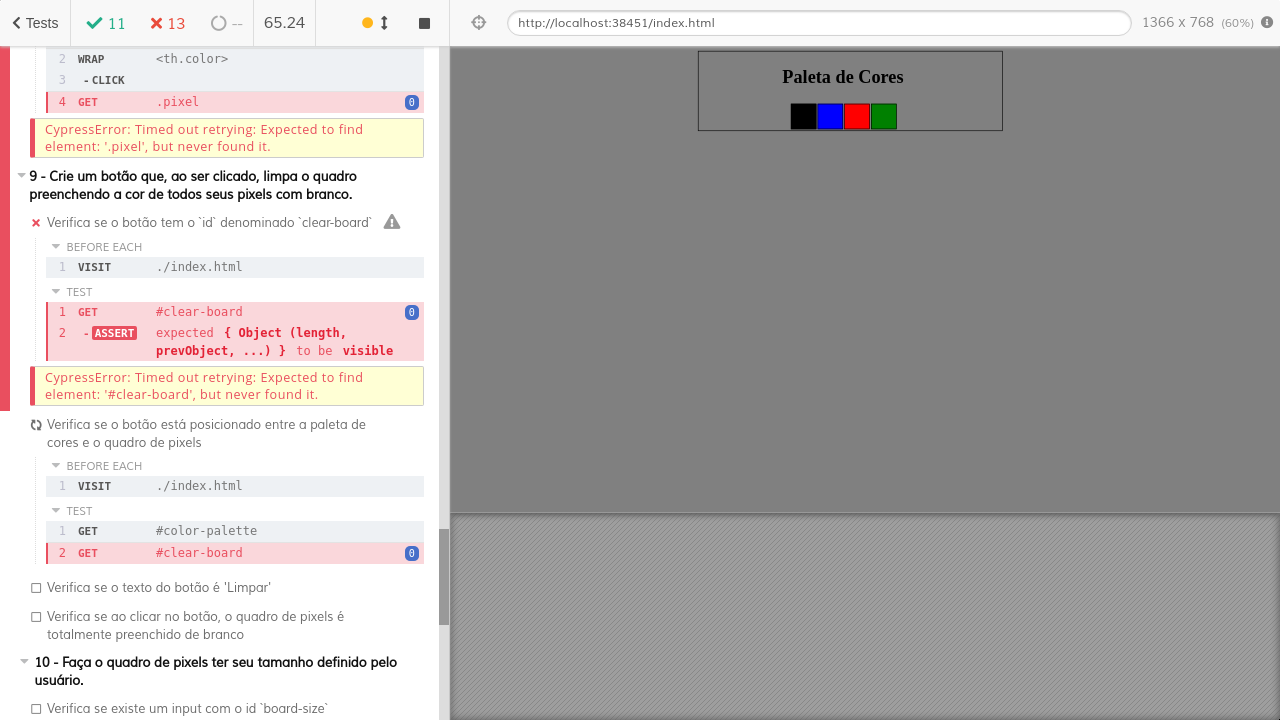 Tests 11 13 -- 65.24
http://localhost:38451/index.html
1366 x 768 (60%)
2 WRAP <th.color>
3 -CLICK
4 GET .pixel 0
CypressError: Timed out retrying: Expected to find
element: '.pixel', but never found it.
9 - Crie um botão que, ao ser clicado, limpa o quadro
preenchendo a cor de todos seus pixels com branco.
Verifica se o botão tem o `id` denominado `clear-board`
BEFORE EACH
1 VISIT ./index.html
TEST
1 GET #clear-board 0
2 -ASSERT expected { Object (length,
prevObject, ...) } to be visible
CypressError: Timed out retrying: Expected to find
element: '#clear-board', but never found it.
Verifica se o botão está posicionado entre a paleta de
cores e o quadro de pixels
BEFORE EACH
1 VISIT ./index.html
TEST
1 GET #color-palette
2 GET #clear-board 0
Verifica se o texto do botão é 'Limpar'
Verifica se ao clicar no botão, o quadro de pixels é
totalmente preenchido de branco
10 - Faça o quadro de pixels ter seu tamanho definido pelo
usuário.
Verifica se existe um input com o id `board-size`
Paleta de Cores